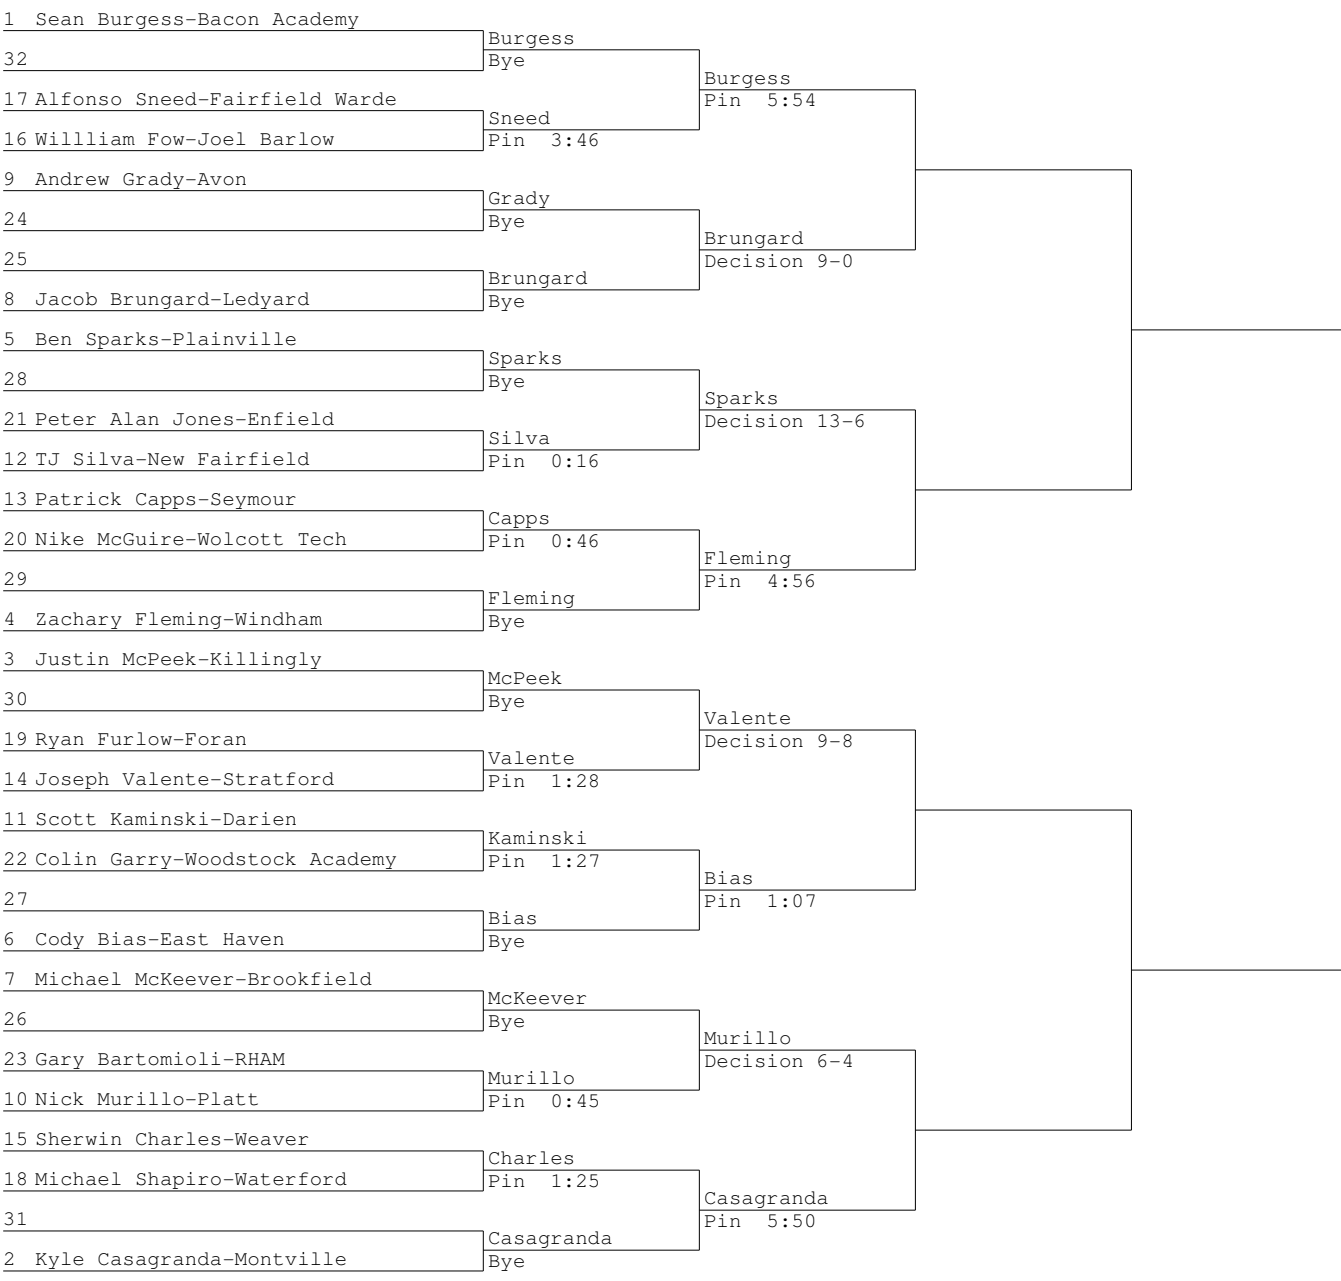 1 Sean Burgess-Bacon Academy
Burgess
32
Bye
Burgess
17 Alfonso Sneed-Fairfield Warde
Pin 5:54
Sneed
16 Willliam Fow-Joel Barlow
Pin 3:46
9 Andrew Grady-Avon
Grady
24
Bye
Brungard
25
Decision 9-0
Brungard
8 Jacob Brungard-Ledyard
Bye
5 Ben Sparks-Plainville
Sparks
28
Bye
Sparks
21 Peter Alan Jones-Enfield
Decision 13-6
Silva
12 TJ Silva-New Fairfield
Pin 0:16
13 Patrick Capps-Seymour
Capps
20 Nike McGuire-Wolcott Tech
Pin 0:46
Fleming
29
Pin 4:56
Fleming
4 Zachary Fleming-Windham
Bye
3 Justin McPeek-Killingly
McPeek
30
Bye
Valente
19 Ryan Furlow-Foran
Decision 9-8
Valente
14 Joseph Valente-Stratford
Pin 1:28
11 Scott Kaminski-Darien
Kaminski
22 Colin Garry-Woodstock Academy
Pin 1:27
Bias
27
Pin 1:07
Bias
6 Cody Bias-East Haven
Bye
7 Michael McKeever-Brookfield
McKeever
26
Bye
Murillo
23 Gary Bartomioli-RHAM
Decision 6-4
Murillo
10 Nick Murillo-Platt
Pin 0:45
15 Sherwin Charles-Weaver
Charles
18 Michael Shapiro-Waterford
Pin 1:25
Casagranda
31
Pin 5:50
Casagranda
2 Kyle Casagranda-Montville
Bye